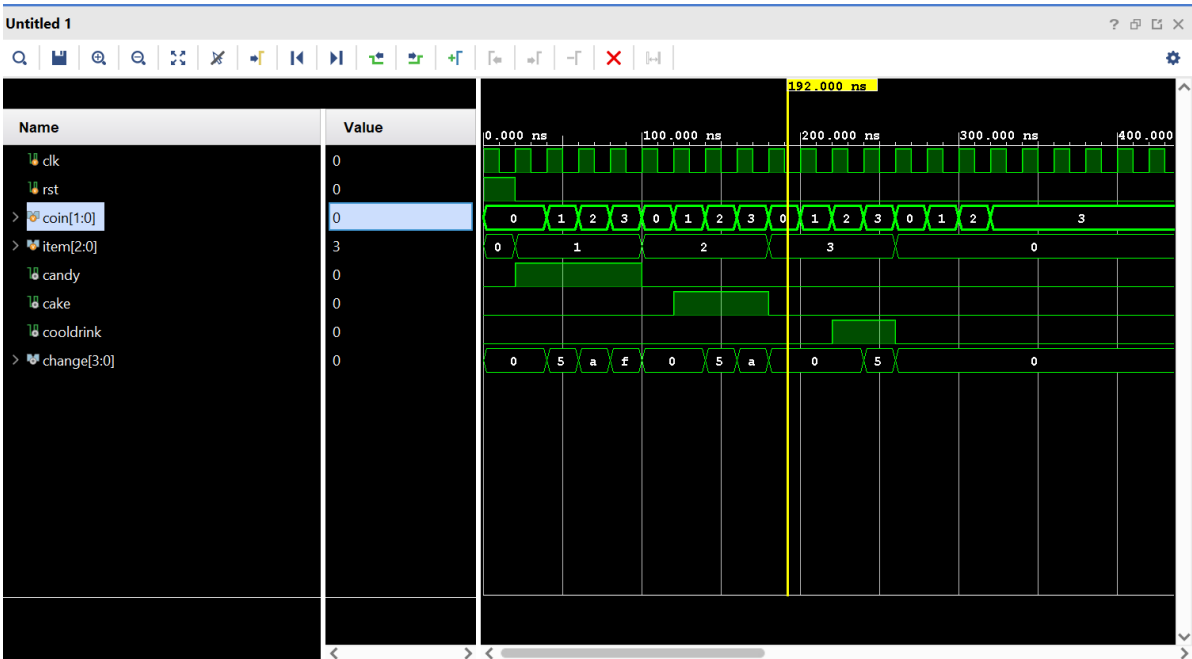 Untitled 1
192.000 ns
Name Value
0.000 ns 100.000 ns 200.000 ns 300.000 ns 400.000
clk 0
rst 0
coin[1:0] 0 0 1 2 3 0 1 2 3 0 1 2 3 0 1 2 3
item[2:0] 3 0 1 2 3 0
candy 0
cake 0
cooldrink 0
change[3:0] 0 0 5 a f 0 5 a 0 5 0